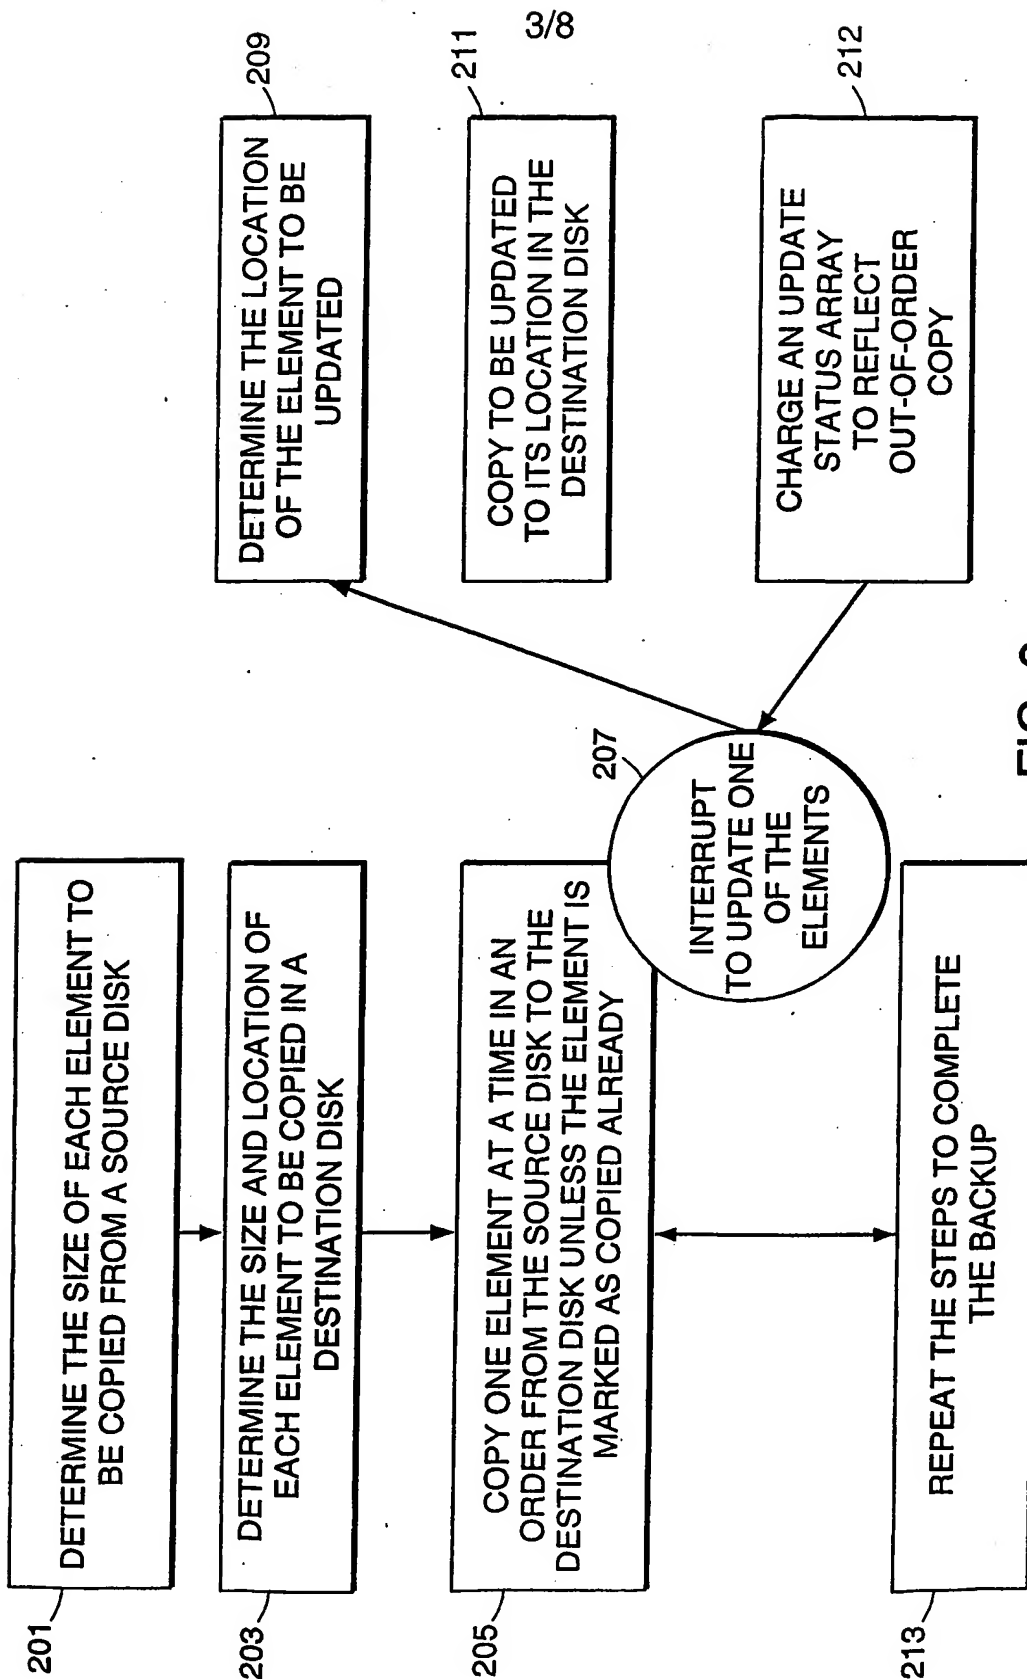 3/8
201
DETERMINE THE SIZE OF EACH ELEMENT TO
BE COPIED FROM A SOURCE DISK
203
DETERMINE THE SIZE AND LOCATION OF
EACH ELEMENT TO BE COPIED IN A
DESTINATION DISK
205
COPY ONE ELEMENT AT A TIME IN AN
ORDER FROM THE SOURCE DISK TO THE
DESTINATION DISK UNLESS THE ELEMENT IS
MARKED AS COPIED ALREADY
207
INTERRUPT
TO UPDATE ONE
OF THE
ELEMENTS
209
DETERMINE THE LOCATION
OF THE ELEMENT TO BE
UPDATED
211
COPY TO BE UPDATED
TO ITS LOCATION IN THE
DESTINATION DISK
212
CHARGE AN UPDATE
STATUS ARRAY
TO REFLECT
OUT-OF-ORDER
COPY
213
REPEAT THE STEPS TO COMPLETE
THE BACKUP